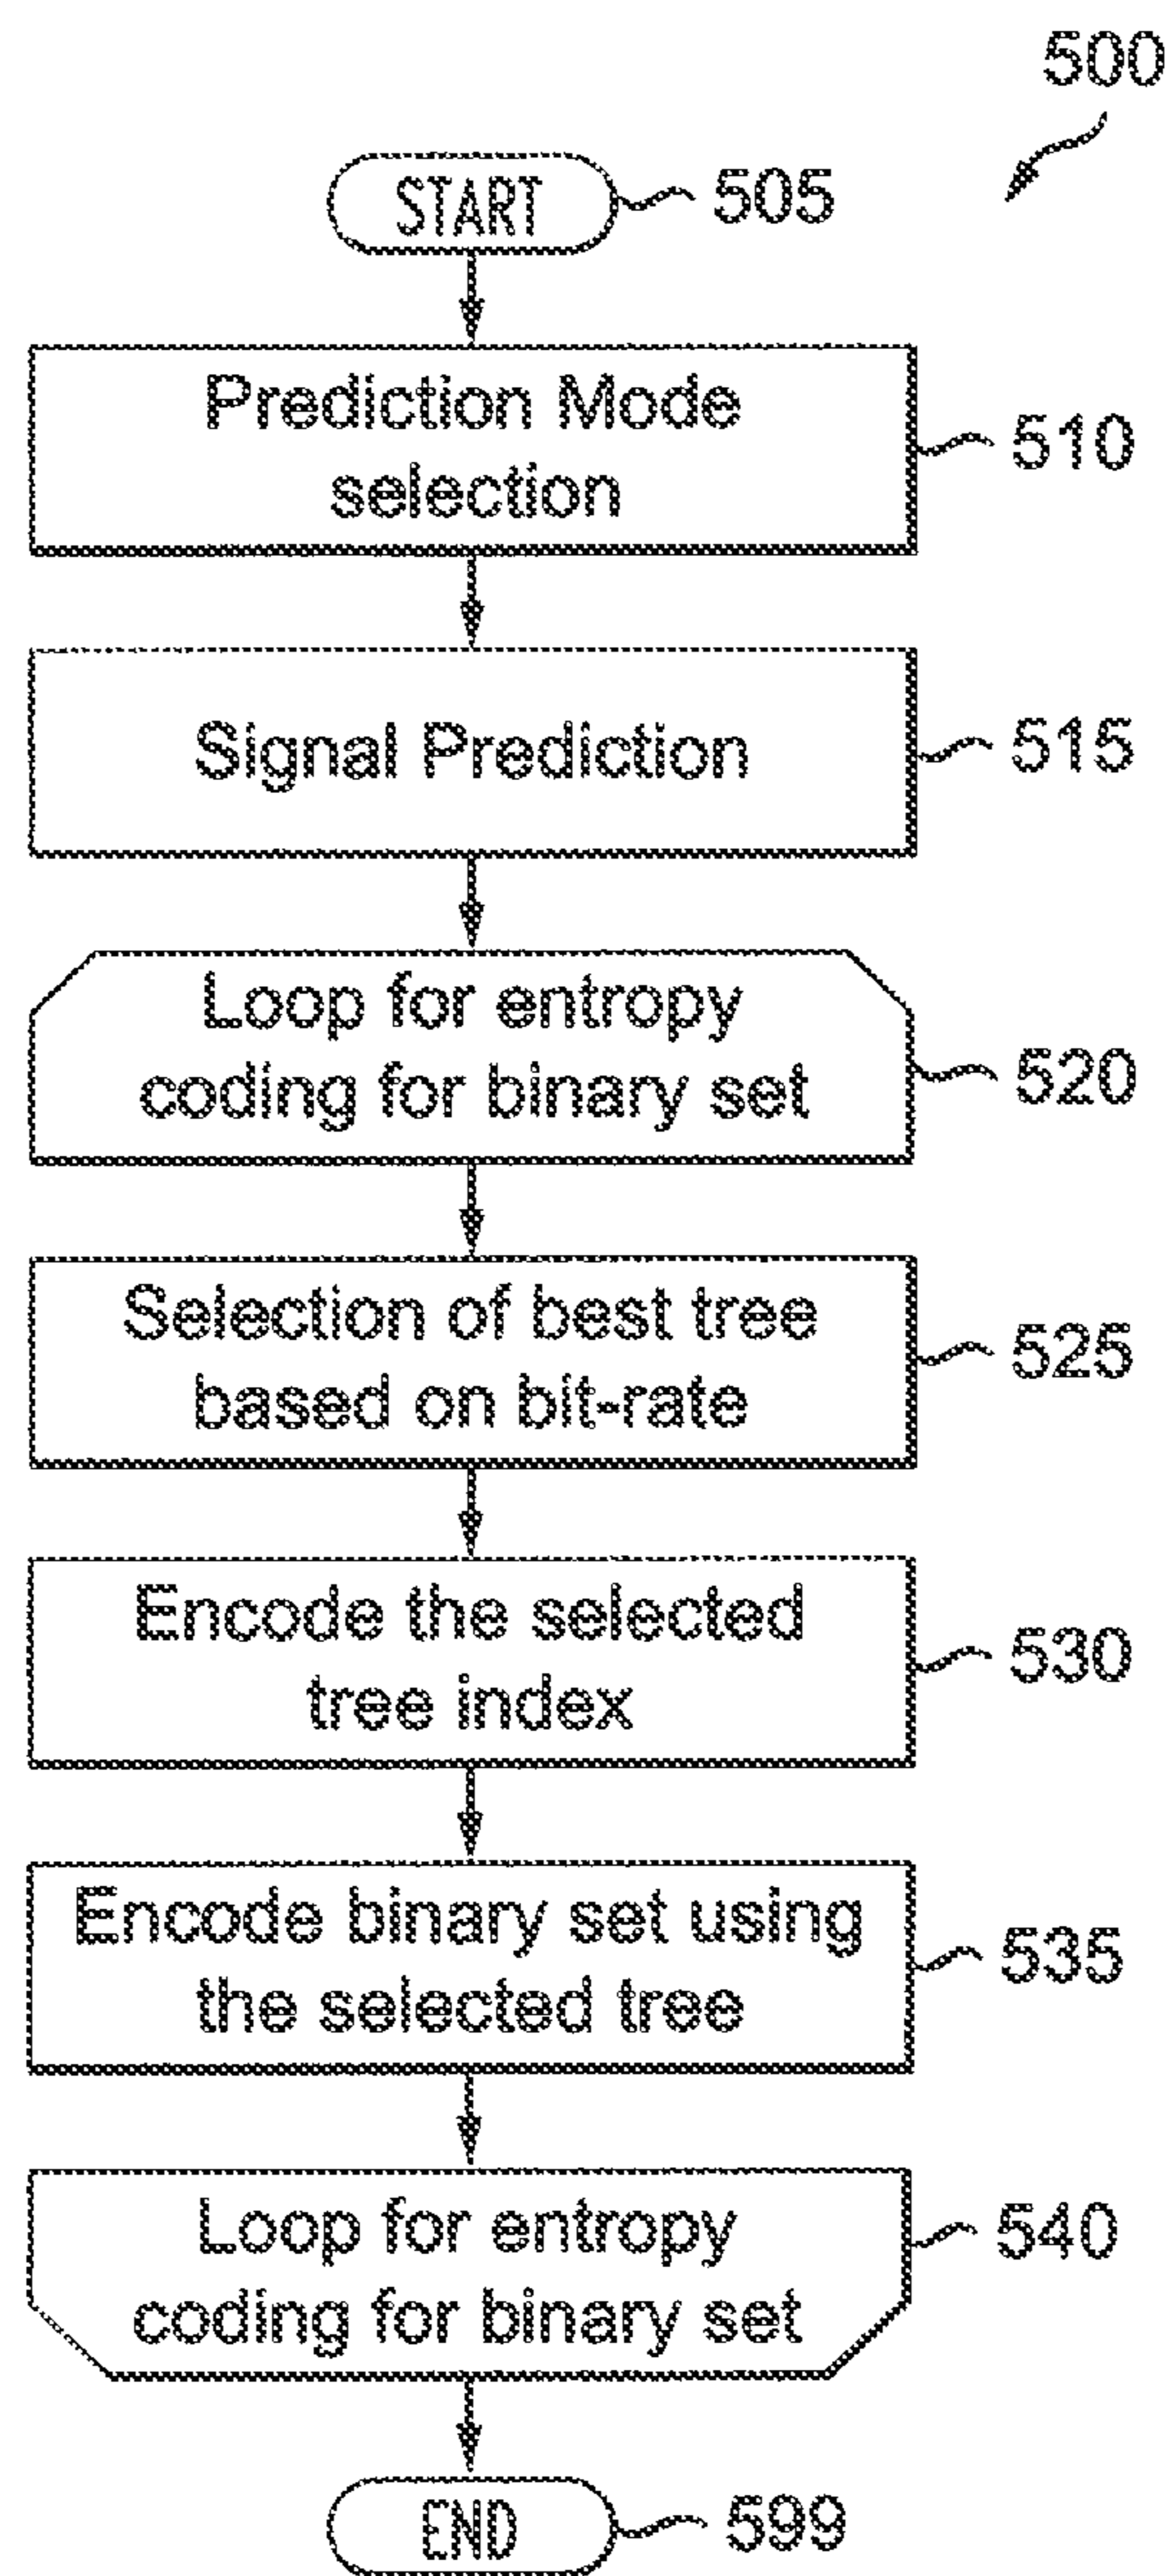 500
START
505
Prediction Mode
selection
510
Signal Prediction
515
Loop for entropy
coding for binary set
520
Selection of best tree
based on bit-rate
525
Encode the selected
tree index
530
Encode binary set using
the selected tree
535
Loop for entropy
coding for binary set
540
END
599